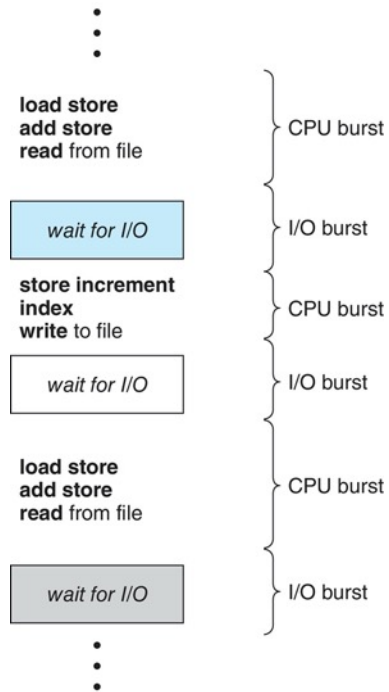 load store
add store
read from file
CPU burst
wait for I/O
I/O burst
store increment
index
write to file
CPU burst
wait for I/O
I/O burst
load store
add store
read from file
CPU burst
wait for I/O
I/O burst